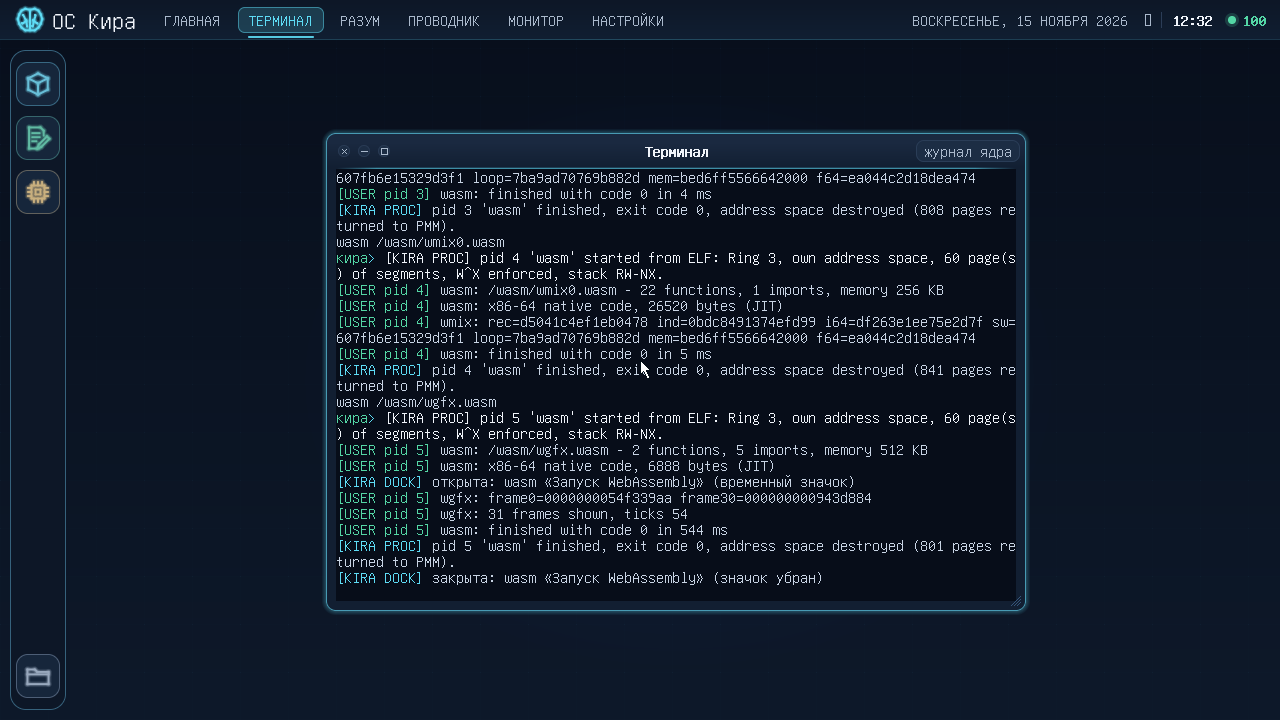 ОС Кира
ГЛАВНАЯ
ТЕРМИНАЛ
РАЗУМ
ПРОВОДНИК
МОНИТОР
НАСТРОЙКИ
ВОСКРЕСЕНЬЕ, 15 НОЯБРЯ 2026
12:32
100
Терминал
журнал ядра
607fb6e15329d3f1 loop=7ba9ad70769b882d mem=bed6ff5566642000 f64=ea044c2d18dea474
[USER pid 3] wasm: finished with code 0 in 4 ms
[KIRA PROC] pid 3 'wasm' finished, exit code 0, address space destroyed (808 pages re
turned to PMM).
wasm /wasm/wmix0.wasm
кира> [KIRA PROC] pid 4 'wasm' started from ELF: Ring 3, own address space, 60 page(s
) of segments, W^X enforced, stack RW-NX.
[USER pid 4] wasm: /wasm/wmix0.wasm - 22 functions, 1 imports, memory 256 KB
[USER pid 4] wasm: x86-64 native code, 26520 bytes (JIT)
[USER pid 4] wmix: rec=d5041c4ef1eb0478 ind=0bdc8491374efd99 i64=df263e1ee75e2d7f sw=
607fb6e15329d3f1 loop=7ba9ad70769b882d mem=bed6ff5566642000 f64=ea044c2d18dea474
[USER pid 4] wasm: finished with code 0 in 5 ms
[KIRA PROC] pid 4 'wasm' finished, exit code 0, address space destroyed (841 pages re
turned to PMM).
wasm /wasm/wgfx.wasm
кира> [KIRA PROC] pid 5 'wasm' started from ELF: Ring 3, own address space, 60 page(s
) of segments, W^X enforced, stack RW-NX.
[USER pid 5] wasm: /wasm/wgfx.wasm - 2 functions, 5 imports, memory 512 KB
[USER pid 5] wasm: x86-64 native code, 6888 bytes (JIT)
[KIRA DOCK] открыта: wasm «Запуск WebAssembly» (временный значок)
[USER pid 5] wgfx: frame0=0000000054f339aa frame30=000000000943d884
[USER pid 5] wgfx: 31 frames shown, ticks 54
[USER pid 5] wasm: finished with code 0 in 544 ms
[KIRA PROC] pid 5 'wasm' finished, exit code 0, address space destroyed (801 pages re
turned to PMM).
[KIRA DOCK] закрыта: wasm «Запуск WebAssembly» (значок убран)